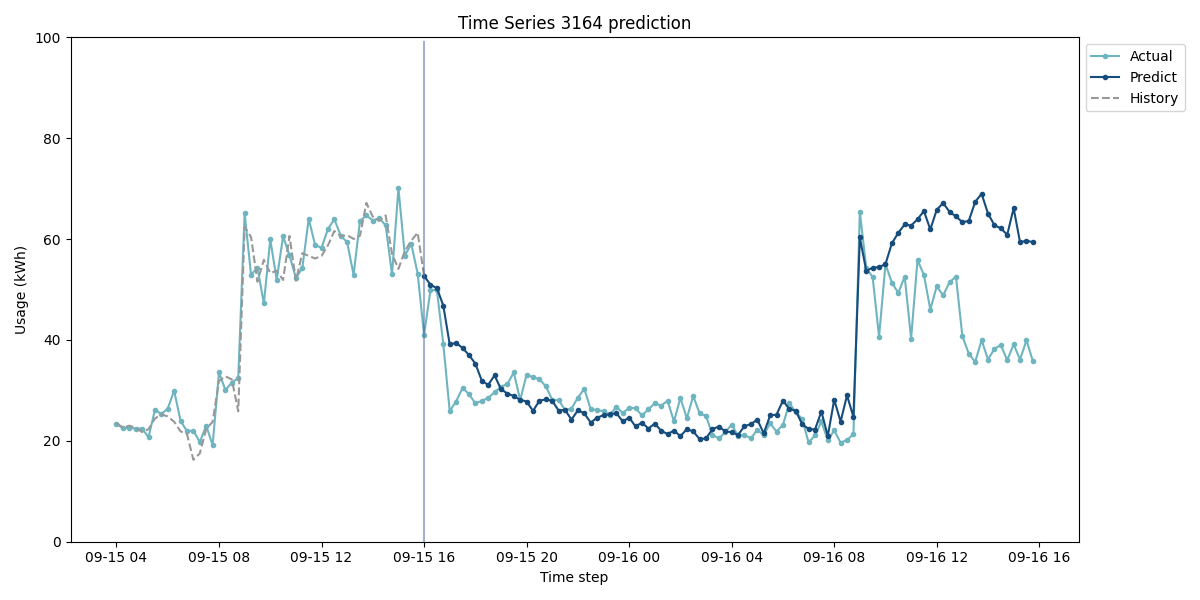 Time Series 3164 prediction
100
80
60
40
20
0
Usage (kWh)
09-15 04
09-15 08
09-15 12
09-15 16
09-15 20
09-16 00
09-16 04
09-16 08
09-16 12
09-16 16
Time step
Actual
Predict
History